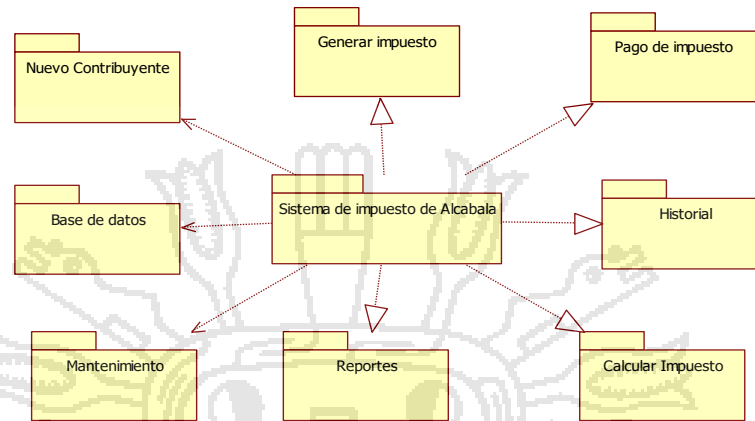 Generar impuesto
Pago de impuesto
Nuevo Contribuyente
Sistema de impuesto de Alcabala
Base de datos
Historial
Mantenimiento
Reportes
Calcular Impuesto